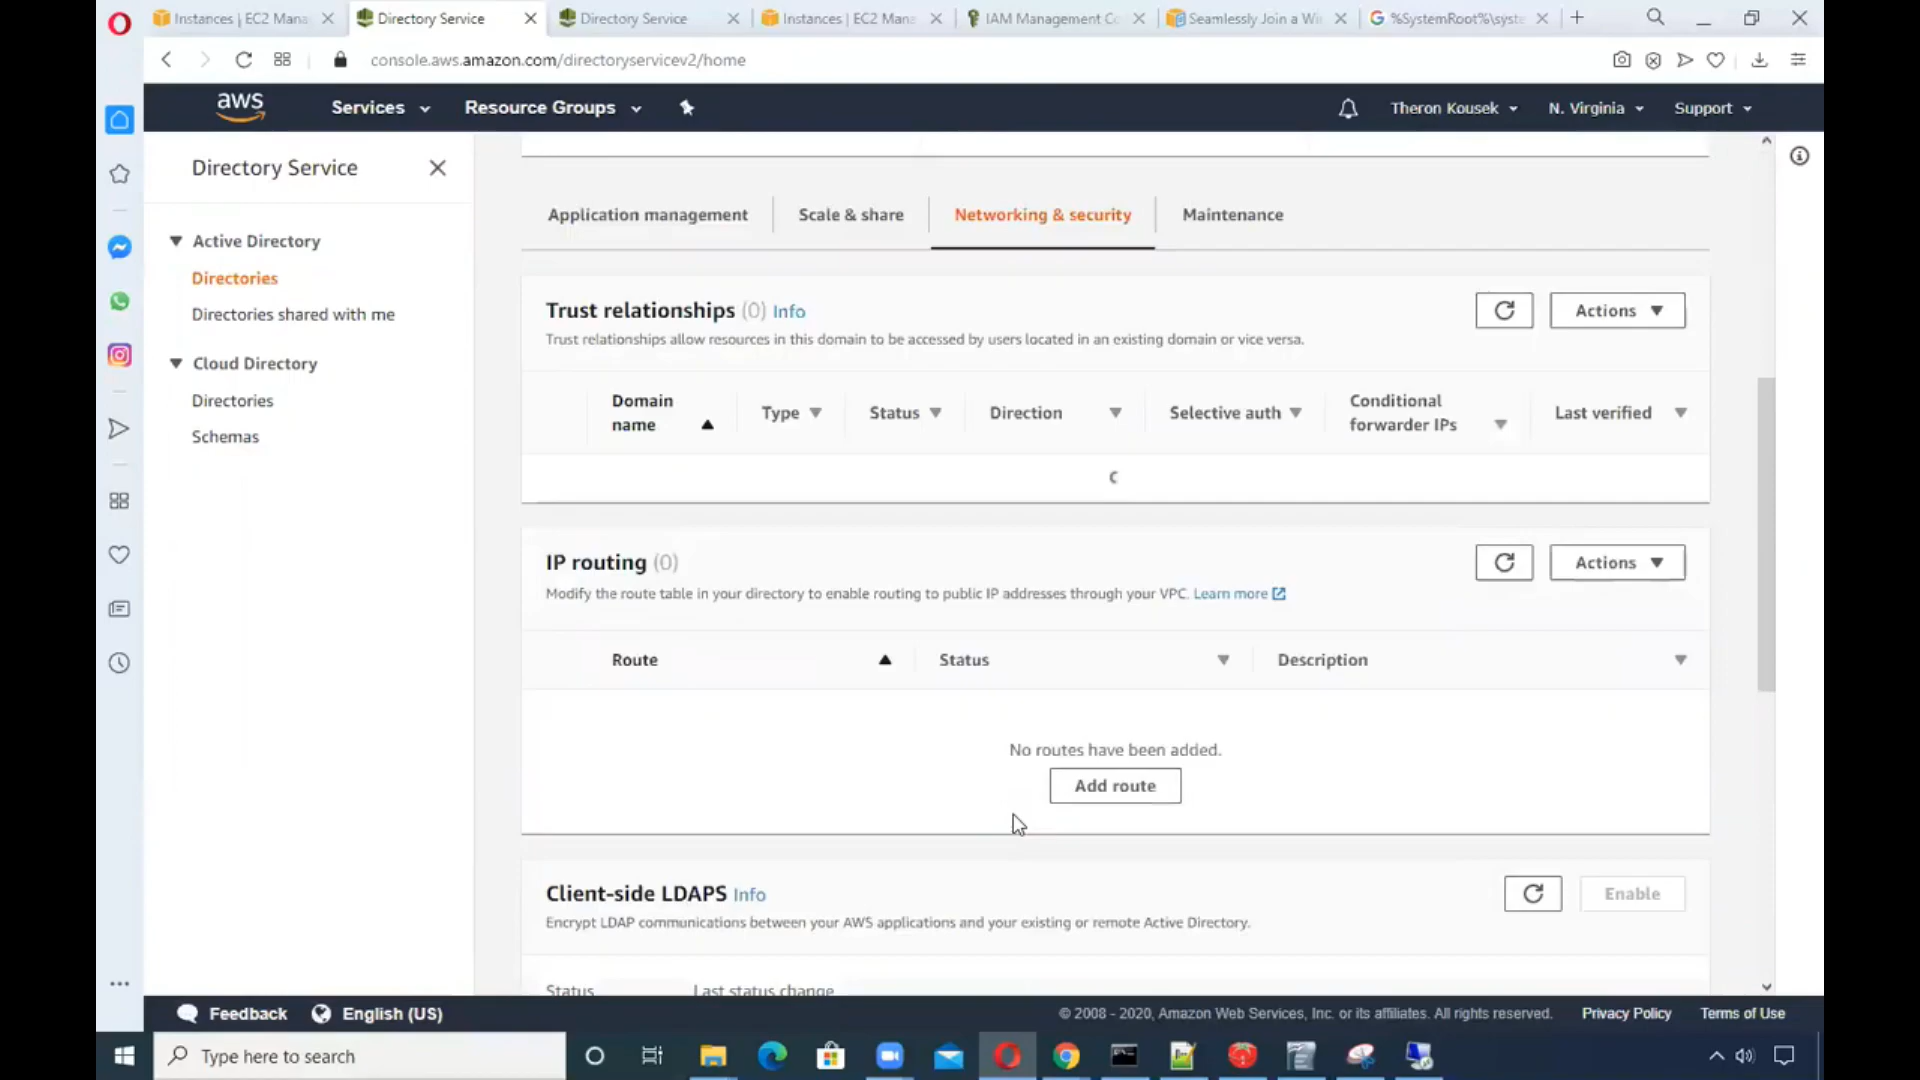 Instances | EC2 Mana
Directory Service
Directory Service
Instances | EC2 Mana
IAM Management Co
Seamlessly Join a Wi
%SystemRoot%\syste
console.aws.amazon.com/directoryservicev2/home
aws
Services
Resource Groups
Theron Kousek
N. Virginia
Support
Directory Service
Active Directory
Directories
Directories shared with me
Cloud Directory
Directories
Schemas
Application management
Scale & share
Networking & security
Maintenance
Trust relationships (0) Info
Actions
Trust relationships allow resources in this domain to be accessed by users located in an existing domain or vice versa.
Domain name
Type
Status
Direction
Selective auth
Conditional forwarder IPs
Last verified
IP routing (0)
Actions
Modify the route table in your directory to enable routing to public IP addresses through your VPC. Learn more
Route
Status
Description
No routes have been added.
Add route
Client-side LDAPS Info
Enable
Encrypt LDAP communications between your AWS applications and your existing or remote Active Directory.
Status
Last status change
Feedback
English (US)
© 2008 - 2020, Amazon Web Services, Inc. or its affiliates. All rights reserved.
Privacy Policy
Terms of Use
Type here to search